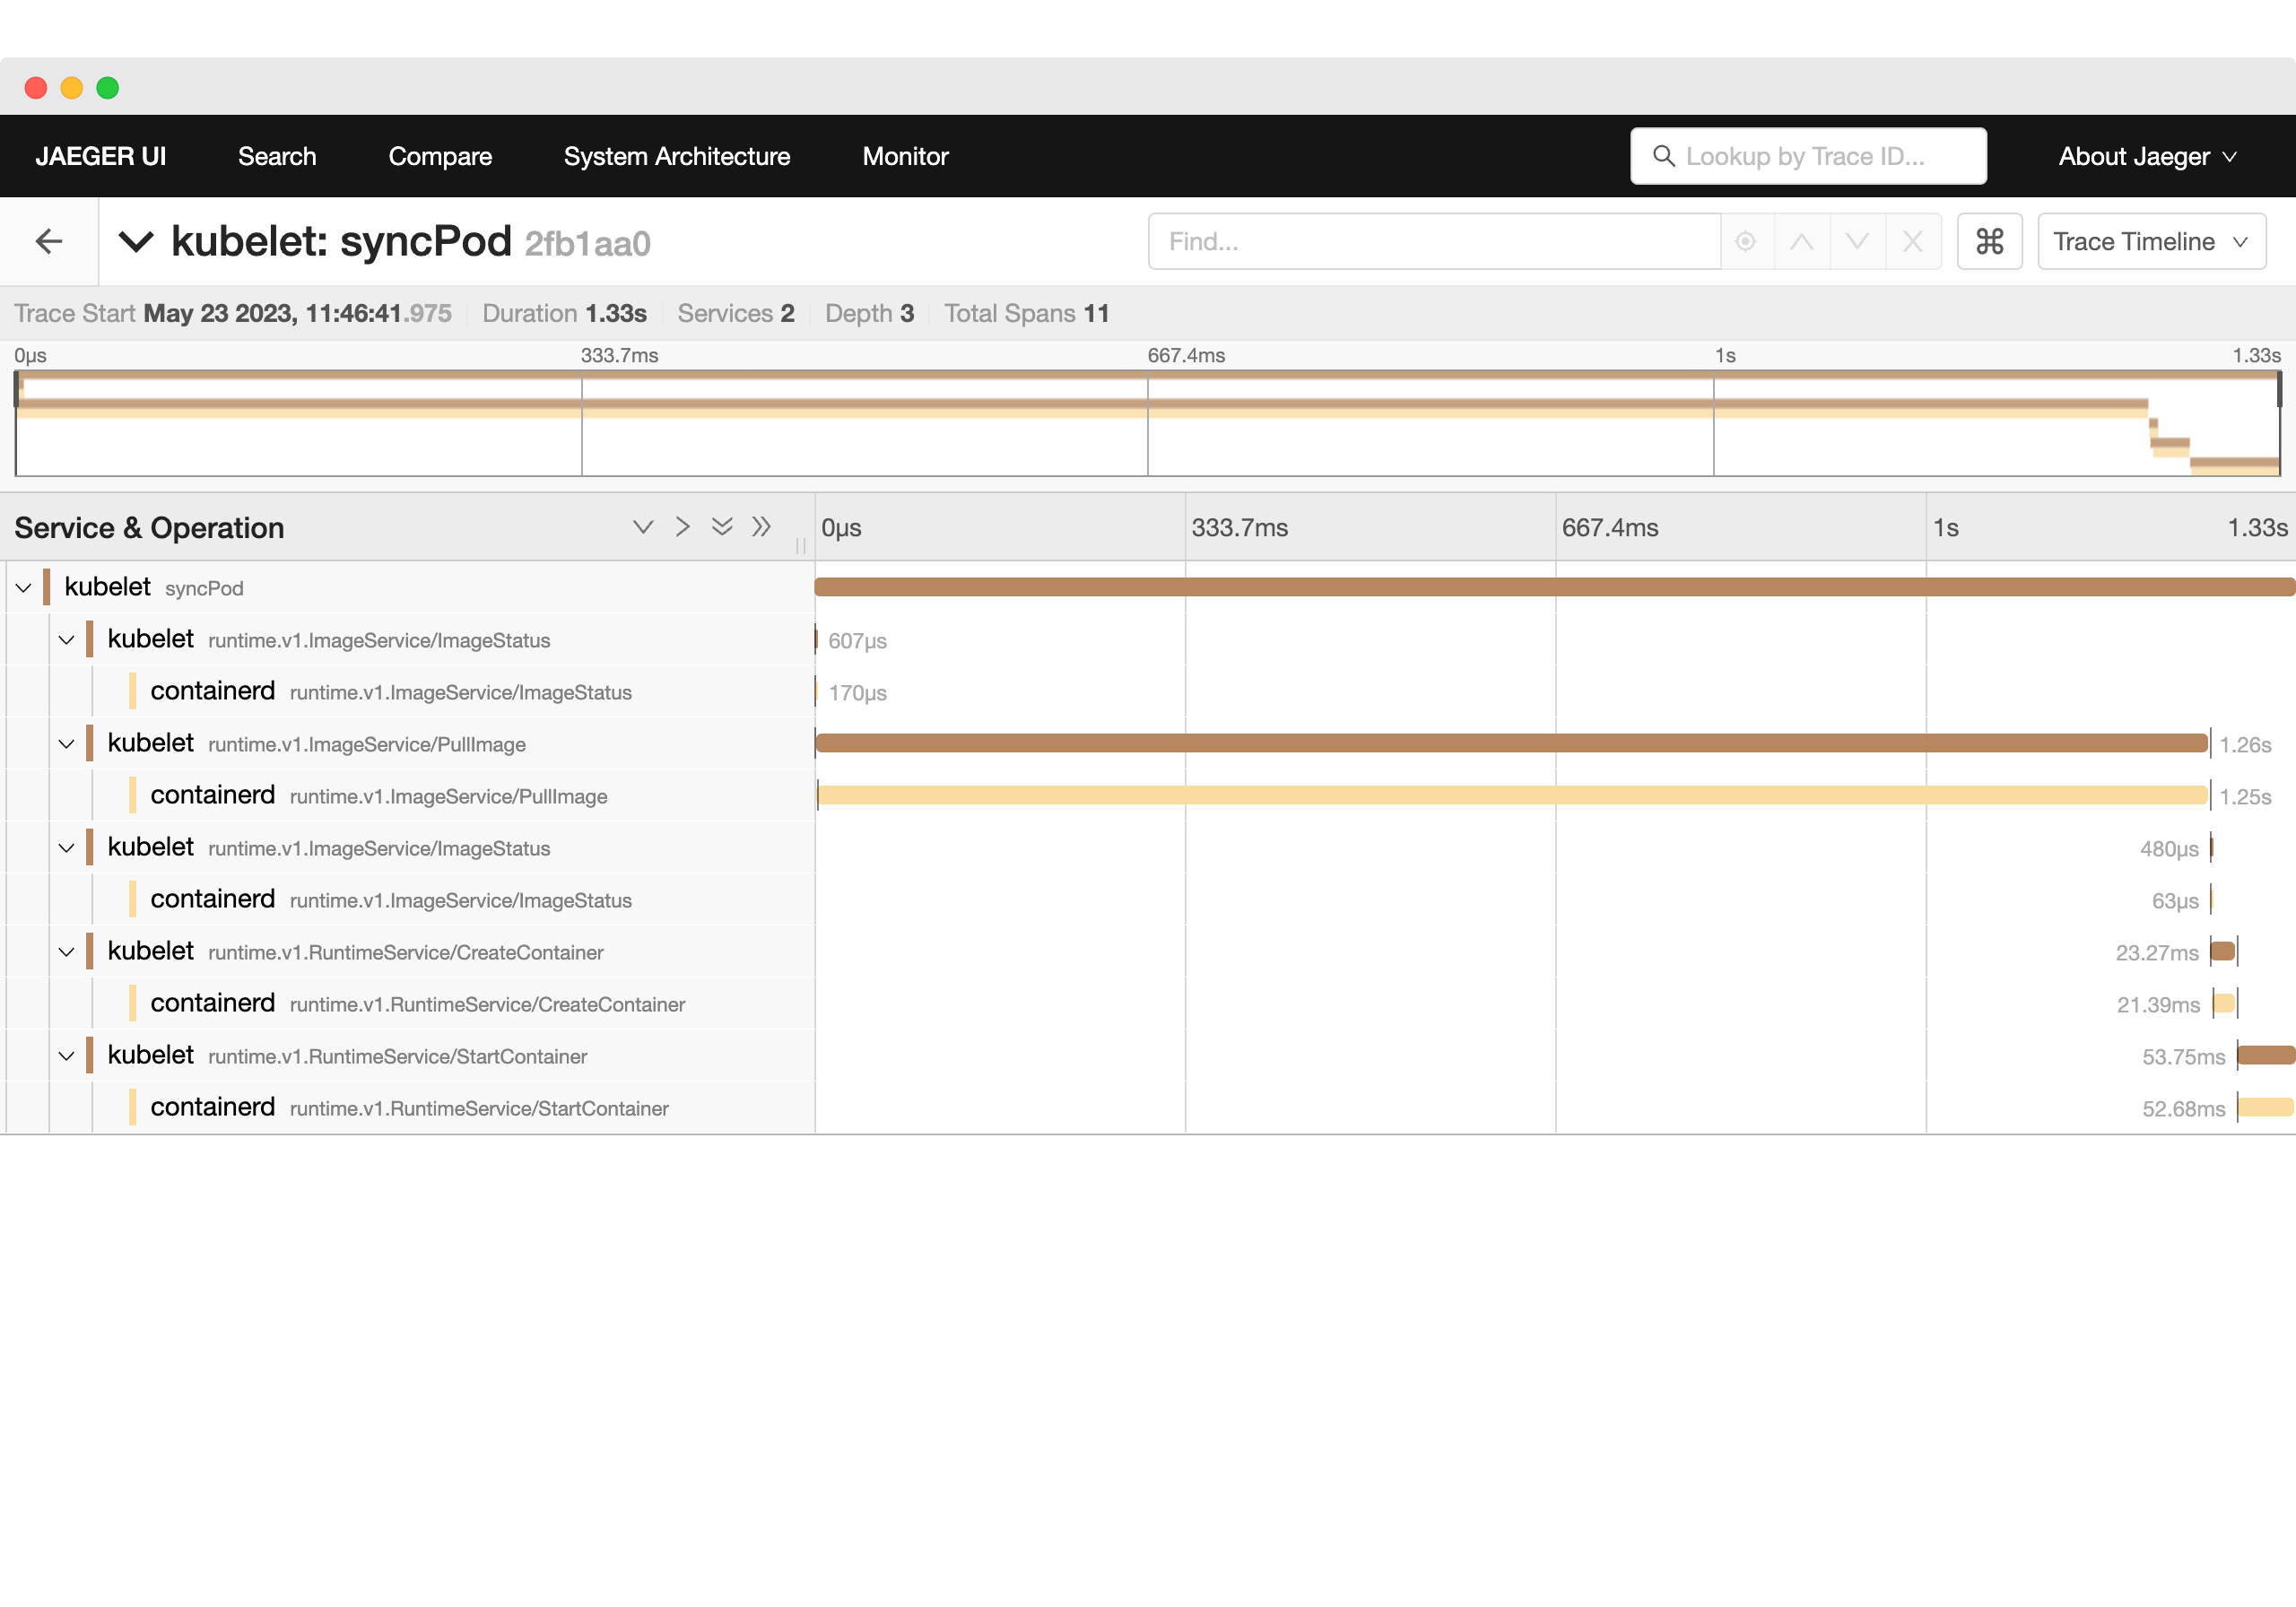 JAEGER UI Search Compare System Architecture Monitor Lookup by Trace ID... About Jaeger
kubelet: syncPod 2fb1aa0 Find... ⌘ Trace Timeline
Trace Start May 23 2023, 11:46:41.975 Duration 1.33s Services 2 Depth 3 Total Spans 11
0μs 333.7ms 667.4ms 1s 1.33s
Service & Operation 0μs 333.7ms 667.4ms 1s 1.33s
kubelet syncPod
kubelet runtime.v1.ImageService/ImageStatus 607μs
containerd runtime.v1.ImageService/ImageStatus 170μs
kubelet runtime.v1.ImageService/PullImage 1.26s
containerd runtime.v1.ImageService/PullImage 1.25s
kubelet runtime.v1.ImageService/ImageStatus 480μs
containerd runtime.v1.ImageService/ImageStatus 63μs
kubelet runtime.v1.RuntimeService/CreateContainer 23.27ms
containerd runtime.v1.RuntimeService/CreateContainer 21.39ms
kubelet runtime.v1.RuntimeService/StartContainer 53.75ms
containerd runtime.v1.RuntimeService/StartContainer 52.68ms